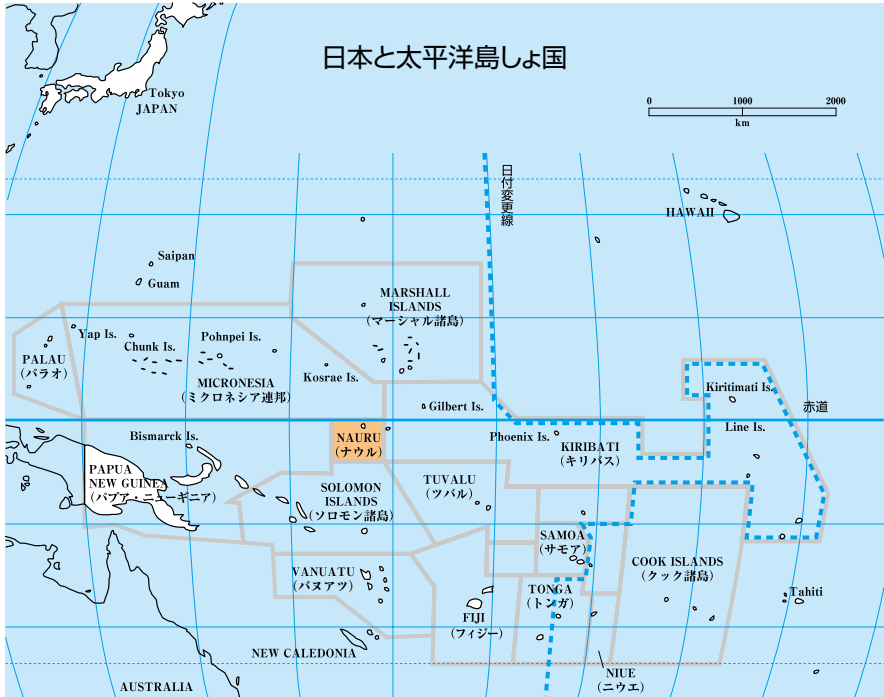 日本と太平洋島しょ国
Tokyo
JAPAN
0 1000 2000
km
日付変更線
HAWAII
Saipan
Guam
MARSHALL
ISLANDS
(マーシャル諸島)
Yap Is.
Chunk Is.
Pohnpei Is.
PALAU
(パラオ)
Kosrae Is.
MICRONESIA
(ミクロネシア連邦)
Kiritimati Is.
Gilbert Is.
赤道
Line Is.
Bismarck Is.
NAURU
(ナウル)
Phoenix Is.
KIRIBATI
(キリバス)
PAPUA
NEW GUINEA
(パプア・ニューギニア)
SOLOMON
ISLANDS
(ソロモン諸島)
TUVALU
(ツバル)
SAMOA
(サモア)
COOK ISLANDS
(クック諸島)
VANUATU
(バヌアツ)
TONGA
(トンガ)
Tahiti
FIJI
(フィジー)
NEW CALEDONIA
NIUE
(ニウエ)
AUSTRALIA